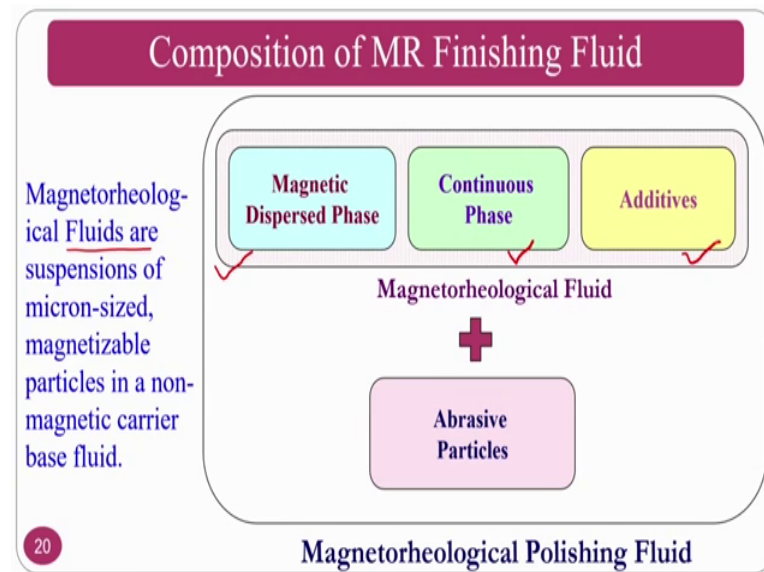 Composition of MR Finishing Fluid
Magnetorheolog-
ical Fluids are
suspensions of
micron-sized,
magnetizable
particles in a non-
magnetic carrier
base fluid.
Magnetic
Dispersed Phase
Continuous
Phase
Additives
Magnetorheological Fluid
Abrasive
Particles
Magnetorheological Polishing Fluid
20